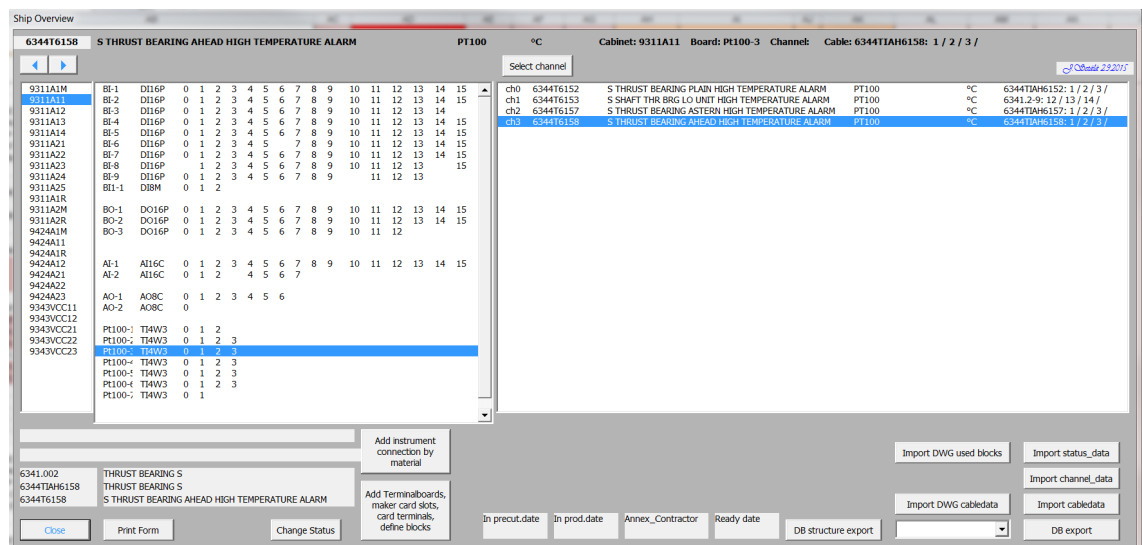 Ship Overview
6344T6158 S THRUST BEARING AHEAD HIGH TEMPERATURE ALARM PT100 ºC Cabinet: 9311A11 Board: Pt100-3 Channel: Cable: 6344TIAH6158: 1 / 2 / 3 /
Select channel
9311A1M
9311A11
9311A12
9311A13
9311A14
9311A21
9311A22
9311A23
9311A24
9311A25
9311A1R
9311A2M
9311A2R
9424A1M
9424A11
9424A1R
9424A12
9424A21
9424A22
9424A23
9343VCC11
9343VCC12
9343VCC21
9343VCC22
9343VCC23
BI-1 DI16P 0 1 2 3 4 5 6 7 8 9 10 11 12 13 14 15
BI-2 DI16P 0 1 2 3 4 5 6 7 8 9 10 11 12 13 14 15
BI-3 DI16P 0 1 2 3 4 5 6 7 8 9 10 11 12 13 14
BI-4 DI16P 0 1 2 3 4 5 6 7 8 9 10 11 12 13 14 15
BI-5 DI16P 0 1 2 3 4 5 6 7 8 9 10 11 12 13 14 15
BI-6 DI16P 0 1 2 3 4 5 7 8 9 10 11 12 13 14 15
BI-7 DI16P 0 1 2 3 4 5 6 7 8 9 10 11 12 13 14 15
BI-8 DI16P 1 2 3 4 5 6 7 8 9 10 11 12 13 15
BI-9 DI16P 0 1 2 3 4 5 6 7 8 9 11 12 13
BI1-1 DI8M 0 1 2
BO-1 DO16P 0 1 2 3 4 5 6 7 8 9 10 11 12 13 14 15
BO-2 DO16P 0 1 2 3 4 5 6 7 8 9 10 11 12 13 14 15
BO-3 DO16P 0 1 2 3 4 5 6 7 8 9 10 11 12
AI-1 AI16C 0 1 2 3 4 5 6 7 8 9 10 11 12 13 14 15
AI-2 AI16C 0 1 2 4 5 6 7
AO-1 AO8C 0 1 2 3 4 5 6
AO-2 AO8C 0
Pt100-1 TI4W3 0 1 2
Pt100-2 TI4W3 0 1 2 3
Pt100-3 TI4W3 0 1 2 3
Pt100-4 TI4W3 0 1 2 3
Pt100-5 TI4W3 0 1 2 3
Pt100-6 TI4W3 0 1 2 3
Pt100-7 TI4W3 0 1
ch0 6344T6152 S THRUST BEARING PLAIN HIGH TEMPERATURE ALARM PT100 ºC 6344TIAH6152: 1 / 2 / 3 /
ch1 6344T6153 S SHAFT THR BRG LO UNIT HIGH TEMPERATURE ALARM PT100 ºC 6341.2-9: 12 / 13 / 14 /
ch2 6344T6157 S THRUST BEARING ASTERN HIGH TEMPERATURE ALARM PT100 ºC 6344TIAH6157: 1 / 2 / 3 /
ch3 6344T6158 S THRUST BEARING AHEAD HIGH TEMPERATURE ALARM PT100 ºC 6344TIAH6158: 1 / 2 / 3 /
6341.002 THRUST BEARING S
6344TIAH6158 THRUST BEARING S
6344T6158 S THRUST BEARING AHEAD HIGH TEMPERATURE ALARM
Close
Print Form
Change Status
Add instrument
connection by
material
Add Terminalboards,
maker card slots,
card terminals,
define blocks
In precut.date
In prod.date
Annex_Contractor
Ready date
Import DWG used blocks
Import status_data
Import channel_data
Import DWG cabledata
Import cabledata
DB structure export
DB export